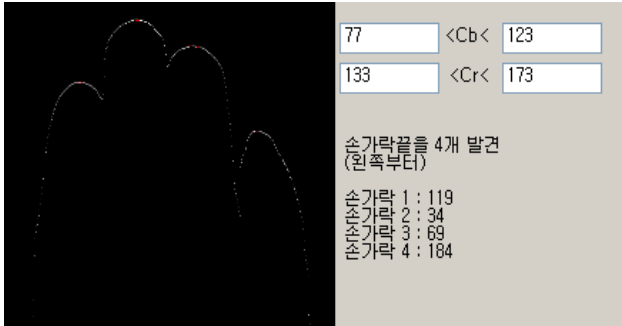 77 <Cb< 123
133 <Cr< 173
손가락끝을 4개 발견
(왼쪽부터)
손가락 1 : 119
손가락 2 : 34
손가락 3 : 69
손가락 4 : 184